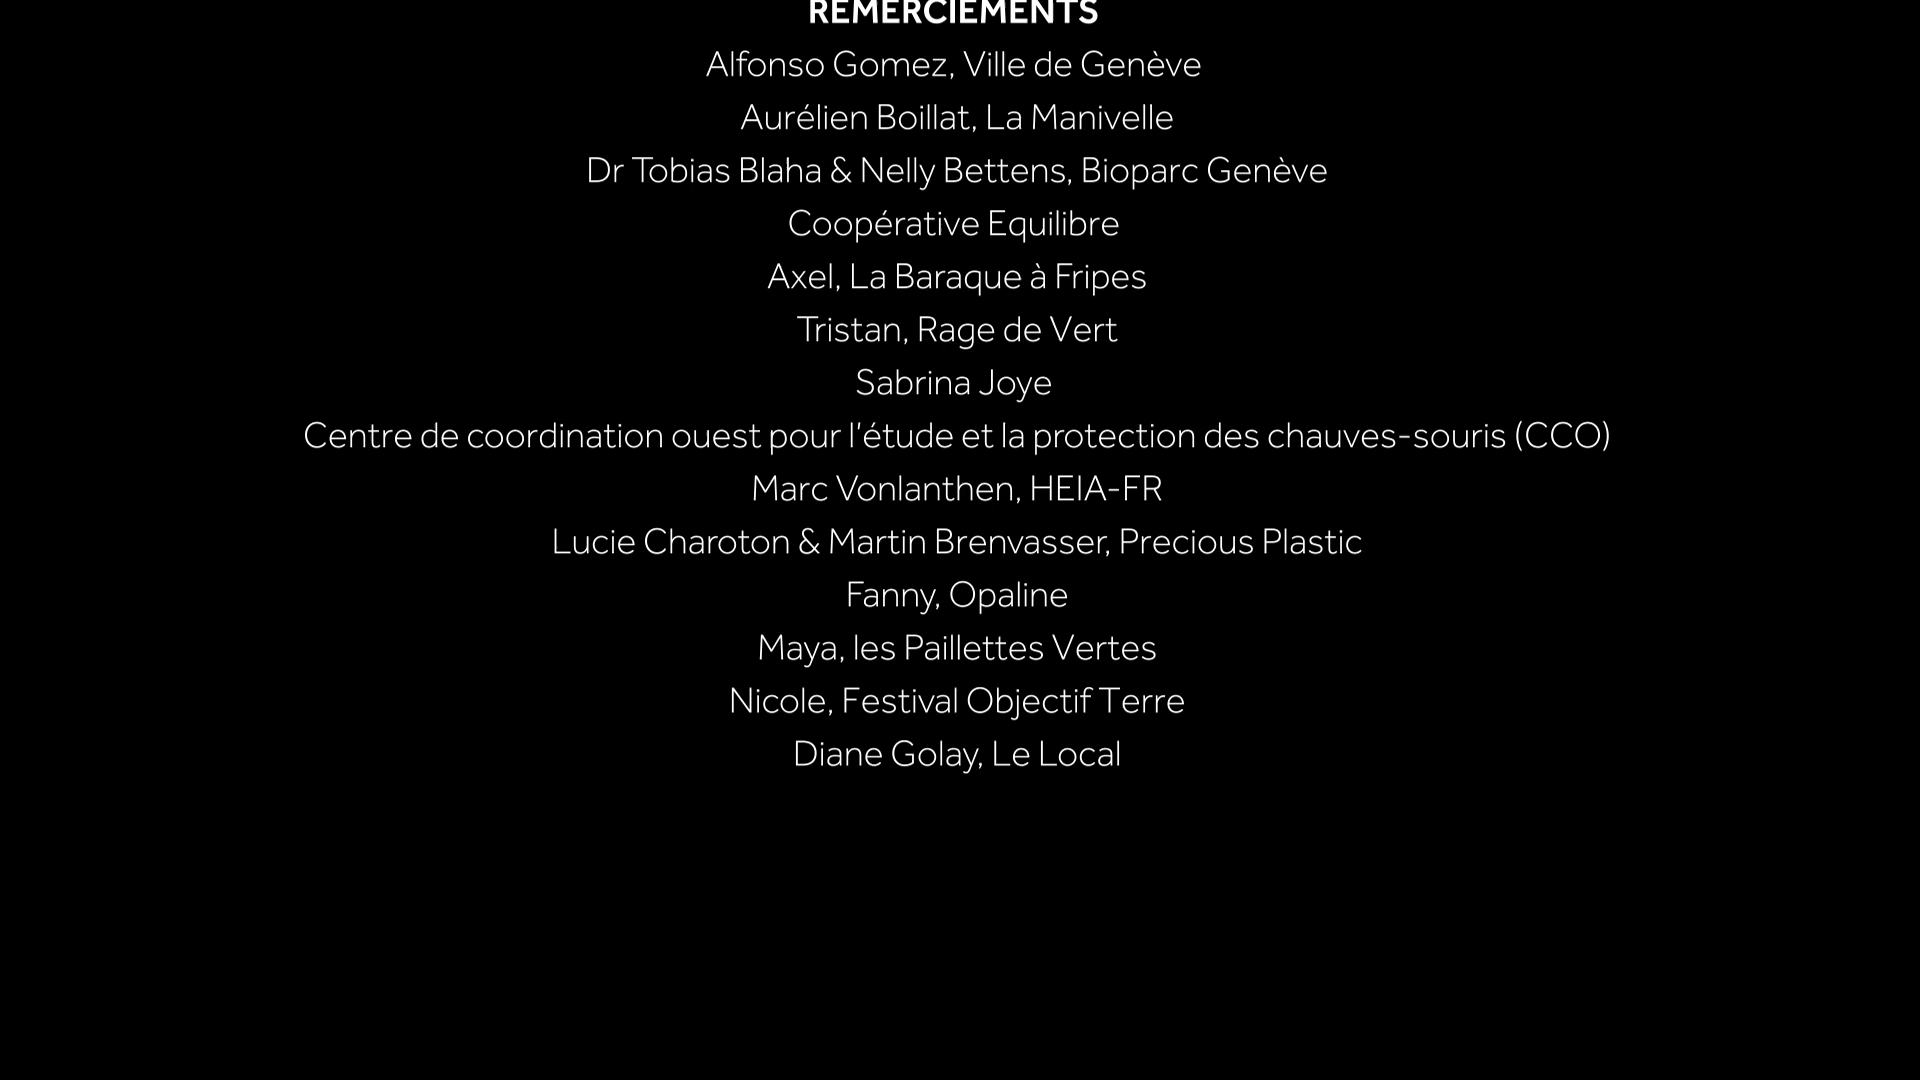 REMERCIEMENTS
Alfonso Gomez, Ville de Genève
Aurélien Boillat, La Manivelle
Dr Tobias Blaha & Nelly Bettens, Bioparc Genève
Coopérative Equilibre
Axel, La Baraque à Fripes
Tristan, Rage de Vert
Sabrina Joye
Centre de coordination ouest pour l'étude et la protection des chauves-souris (CCO)
Marc Vonlanthen, HEIA-FR
Lucie Charoton & Martin Brenvasser, Precious Plastic
Fanny, Opaline
Maya, les Paillettes Vertes
Nicole, Festival Objectif Terre
Diane Golay, Le Local